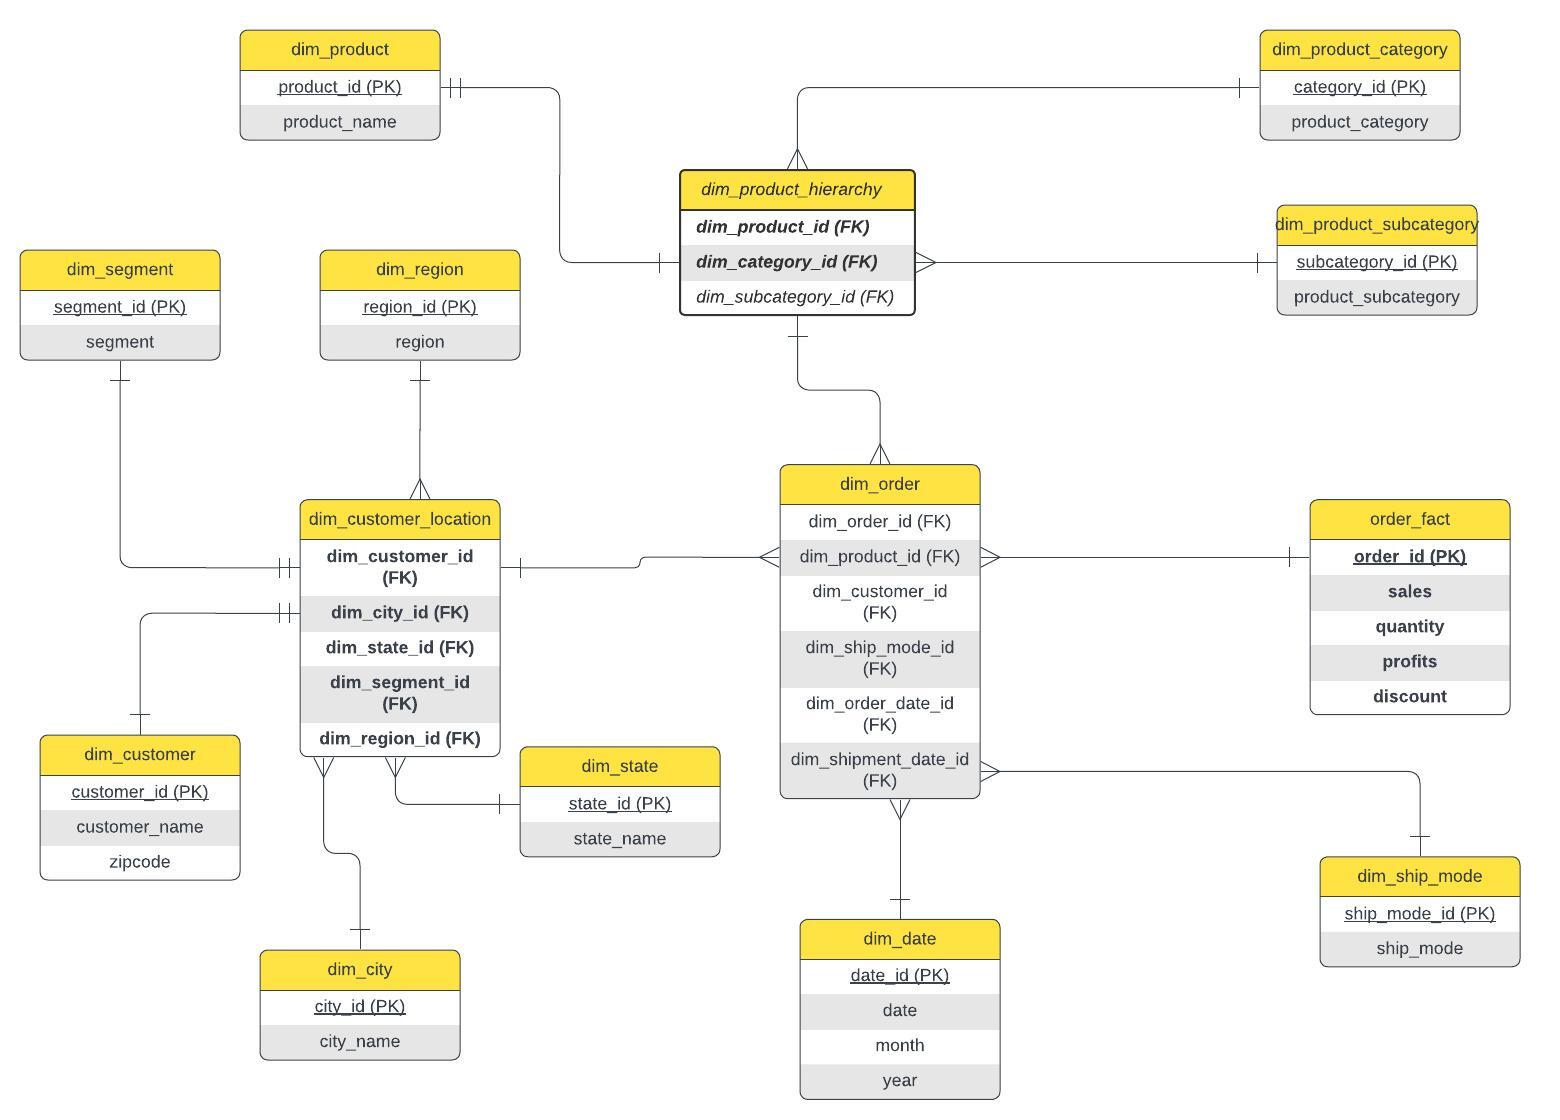 dim_product
product_id (PK)
product_name
dim_product_category
category_id (PK)
product_category
dim_product_hierarchy
dim_product_id (FK)
dim_category_id (FK)
dim_subcategory_id (FK)
dim_product_subcategory
subcategory_id (PK)
product_subcategory
dim_segment
segment_id (PK)
segment
dim_region
region_id (PK)
region
dim_customer_location
dim_customer_id
(FK)
dim_city_id (FK)
dim_state_id (FK)
dim_segment_id
(FK)
dim_region_id (FK)
dim_order
dim_order_id (FK)
dim_product_id (FK)
dim_customer_id
(FK)
dim_ship_mode_id
(FK)
dim_order_date_id
(FK)
dim_shipment_date_id
(FK)
order_fact
order_id (PK)
sales
quantity
profits
discount
dim_customer
customer_id (PK)
customer_name
zipcode
dim_state
state_id (PK)
state_name
dim_city
city_id (PK)
city_name
dim_date
date_id (PK)
date
month
year
dim_ship_mode
ship_mode_id (PK)
ship_mode